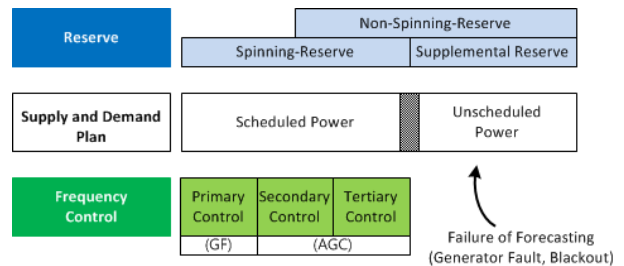 Reserve
Non-Spinning-Reserve
Spinning-Reserve
Supplemental Reserve
Supply and Demand
Plan
Scheduled Power
Unscheduled
Power
Frequency
Control
Primary
Control
Secondary
Control
Tertiary
Control
(GF)
(AGC)
Failure of Forecasting
(Generator Fault, Blackout)